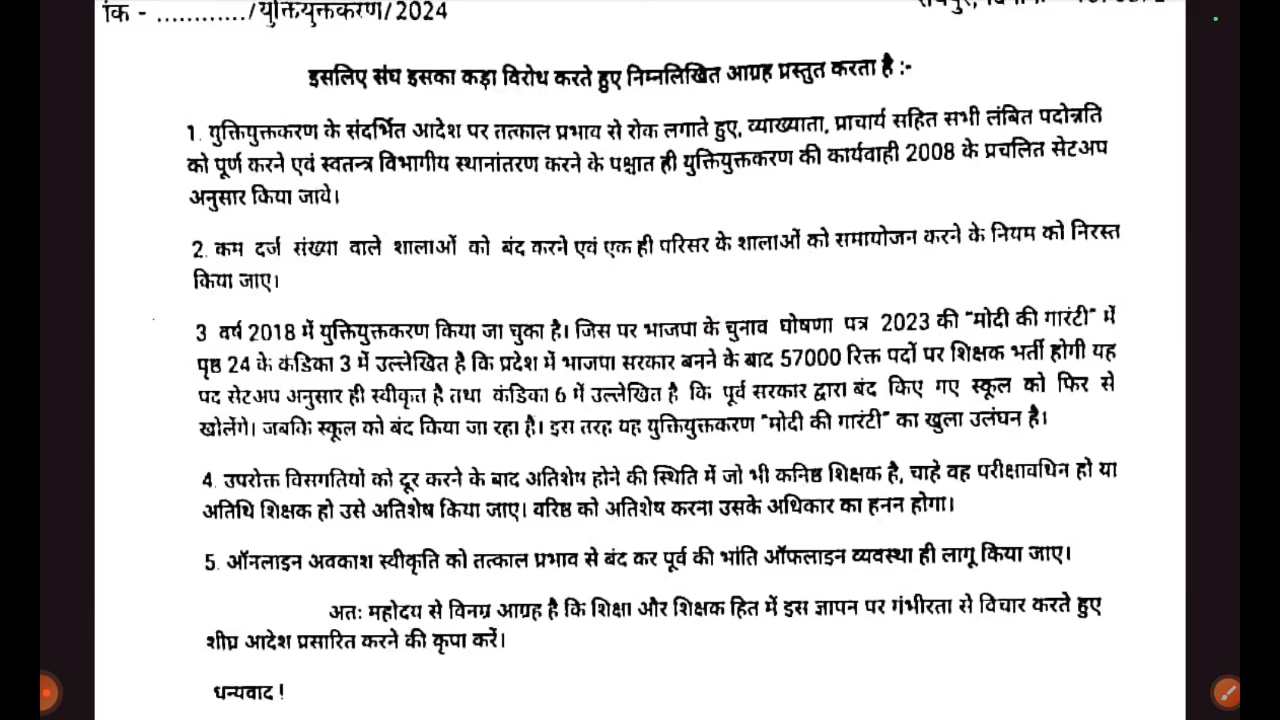 /युक्तियुक्तकरण/2024
इसलिए संघ इसका कड़ा विरोध करते हुए निम्नलिखित आग्रह प्रस्तुत करता है :-
1. युक्तियुक्तकरण के संदर्भित आदेश पर तत्काल प्रभाव से रोक लगाते हुए, व्याख्याता, प्राचार्य सहित सभी लंबित पदोन्नति
को पूर्ण करने एवं स्वतन्त्र विभागीय स्थानांतरण करने के पश्चात ही युक्तियुक्तकरण की कार्यवाही 2008 के प्रचलित सेटअप
अनुसार किया जावे।
2. कम दर्ज संख्या वाले शालाओं को बंद करने एवं एक ही परिसर के शालाओं को समायोजन करने के नियम को निरस्त
किया जाए।
3 वर्ष 2018 में युक्तियुक्तकरण किया जा चुका है। जिस पर भाजपा के चुनाव घोषणा पत्र 2023 की "मोदी की गारंटी" में
पृष्ठ 24 के कंडिका 3 में उल्लेखित है कि प्रदेश में भाजपा सरकार बनने के बाद 57000 रिक्त पदों पर शिक्षक भर्ती होगी यह
पद सेटअप अनुसार ही स्वीकृत है तथा कंडिका 6 में उल्लेखित है कि पूर्व सरकार द्वारा बंद किए गए स्कूल को फिर से
खोलेंगे। जबकि स्कूल को बंद किया जा रहा है। इस तरह यह युक्तियुक्तकरण "मोदी की गारंटी" का खुला उलंघन है।
4. उपरोक्त विसगतियों को दूर करने के बाद अतिशेष होने की स्थिति में जो भी कनिष्ठ शिक्षक है, चाहे वह परीक्षावधिन हो या
अतिथि शिक्षक हो उसे अतिशेष किया जाए। वरिष्ठ को अतिशेष करना उसके अधिकार का हनन होगा।
5. ऑनलाइन अवकाश स्वीकृति को तत्काल प्रभाव से बंद कर पूर्व की भांति ऑफलाइन व्यवस्था ही लागू किया जाए।
अतः महोदय से विनम्र आग्रह है कि शिक्षा और शिक्षक हित में इस ज्ञापन पर गंभीरता से विचार करते हुए
शीघ्र आदेश प्रसारित करने की कृपा करें।
धन्यवाद !